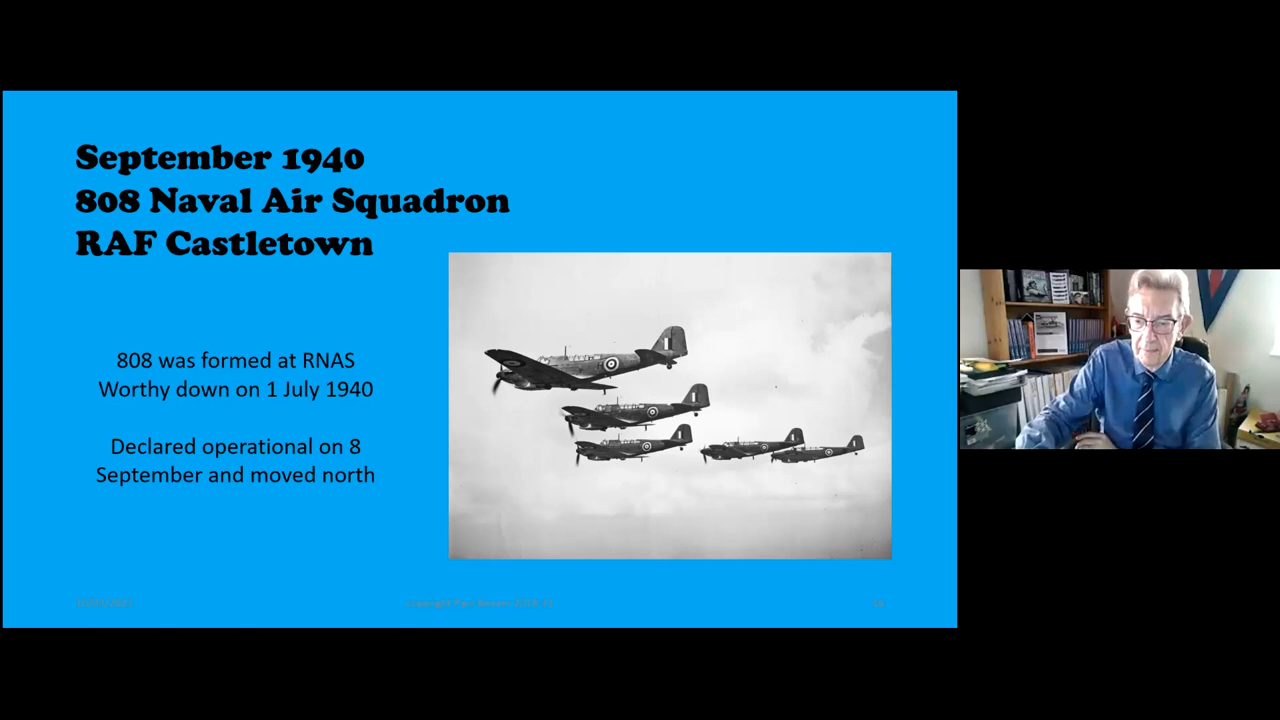 September 1940
808 Naval Air Squadron
RAF Castletown
808 was formed at RNAS
Worthy down on 1 July 1940
Declared operational on 8
September and moved north